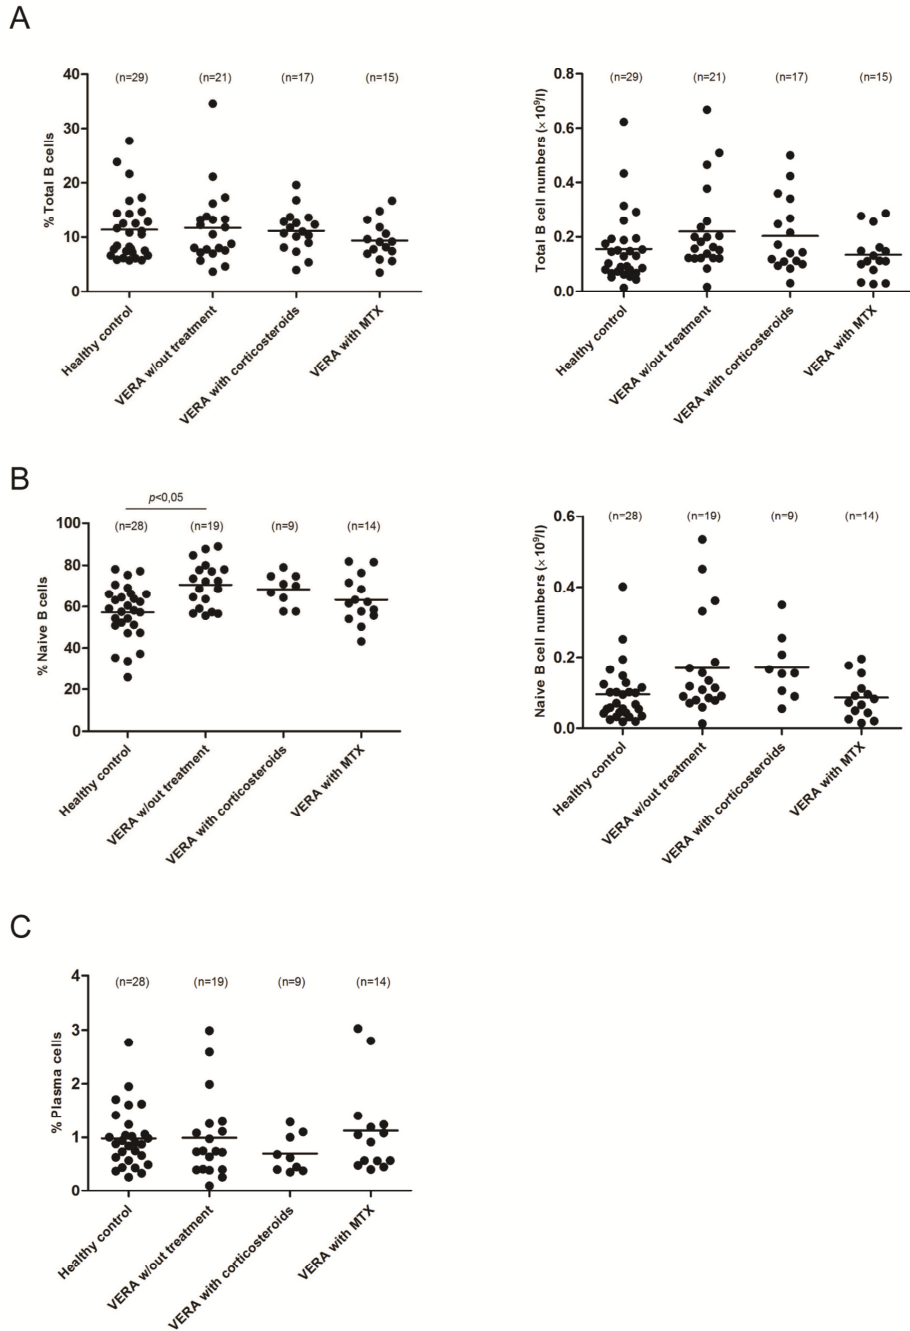 A
(n=29) (n=21) (n=17) (n=15)
% Total B cells
40
30
20
10
0
Healthy control
VERA w/out treatment
VERA with corticosteroids
VERA with MTX
(n=29) (n=21) (n=17) (n=15)
Total B cell numbers (×10⁹/l)
0.8
0.6
0.4
0.2
0.0
Healthy control
VERA w/out treatment
VERA with corticosteroids
VERA with MTX
B
p<0,05
(n=28) (n=19) (n=9) (n=14)
% Naive B cells
100
80
60
40
20
0
Healthy control
VERA w/out treatment
VERA with corticosteroids
VERA with MTX
(n=28) (n=19) (n=9) (n=14)
Naive B cell numbers (×10⁹/l)
0.6
0.4
0.2
0.0
Healthy control
VERA w/out treatment
VERA with corticosteroids
VERA with MTX
C
(n=28) (n=19) (n=9) (n=14)
% Plasma cells
4
3
2
1
0
Healthy control
VERA w/out treatment
VERA with corticosteroids
VERA with MTX